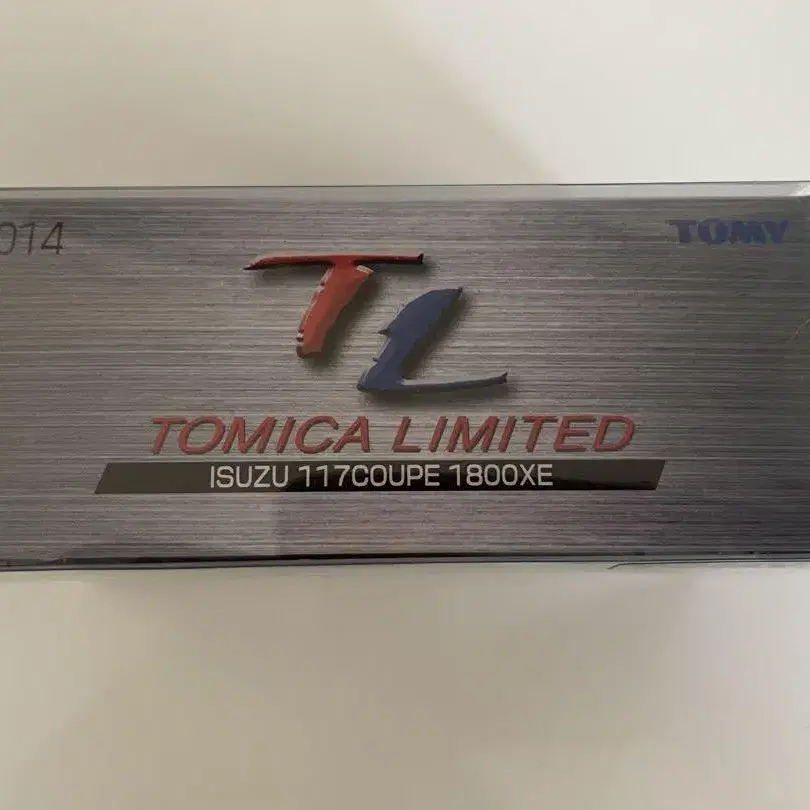 014
TOMY
TL
TOMICA LIMITED
ISUZU 117COUPE 1800XE